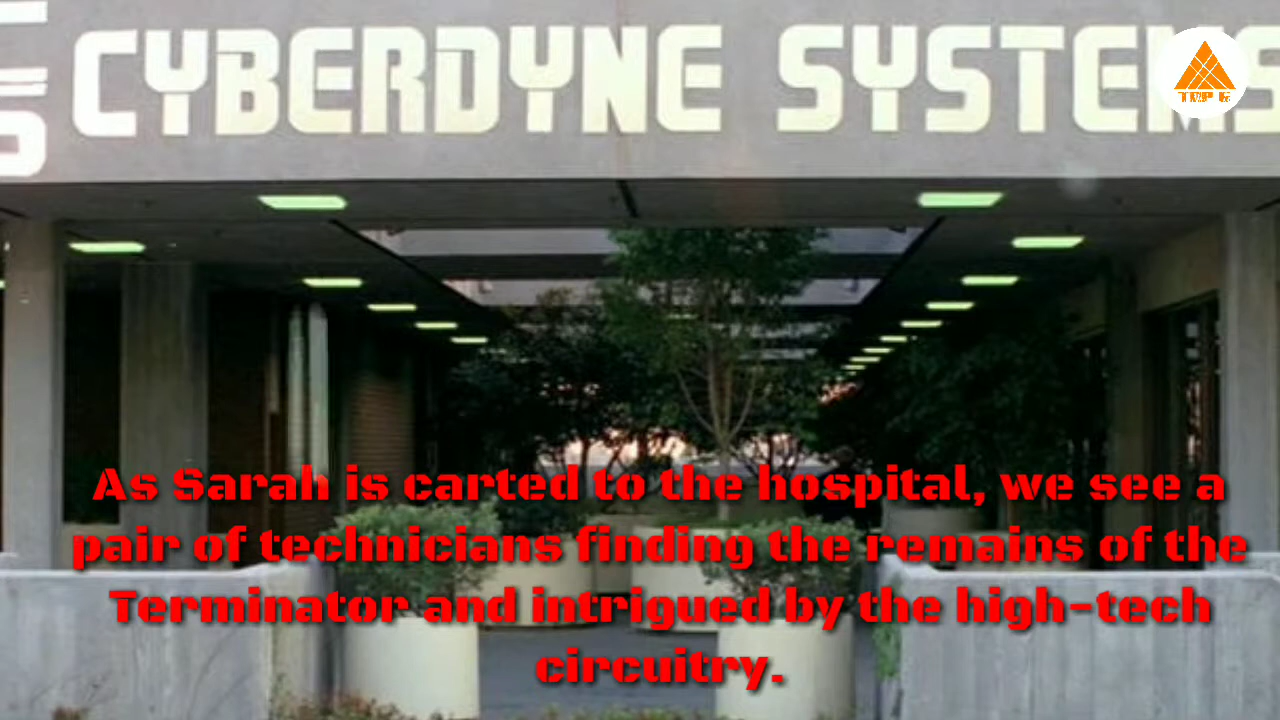 CYBERDYNE SYSTEMS
TRP G
As Sarah is carted to the hospital, we see a
pair of technicians finding the remains of the
Terminator and intrigued by the high-tech
circuitry.